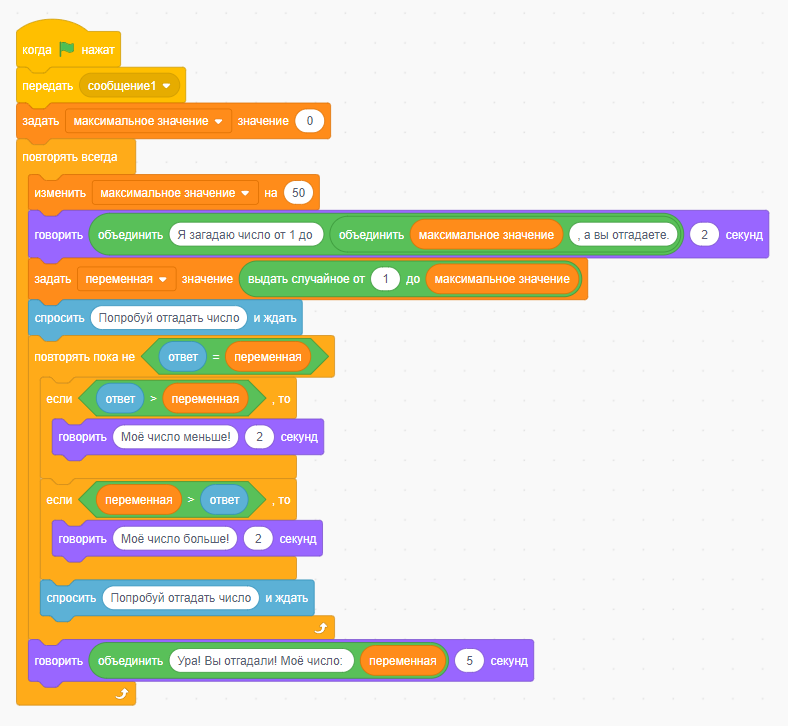 когда нажат
передать сообщение1
задать максимальное значение значение 0
повторять всегда
изменить максимальное значение на 50
говорить объединить Я загадаю число от 1 до объединить максимальное значение , а вы отгадаете. 2 секунд
задать переменная значение выдать случайное от 1 до максимальное значение
спросить Попробуй отгадать число и ждать
повторять пока не ответ = переменная
если ответ > переменная , то
говорить Моё число меньше! 2 секунд
если переменная > ответ , то
говорить Моё число больше! 2 секунд
спросить Попробуй отгадать число и ждать
говорить объединить Ура! Вы отгадали! Моё число: переменная 5 секунд